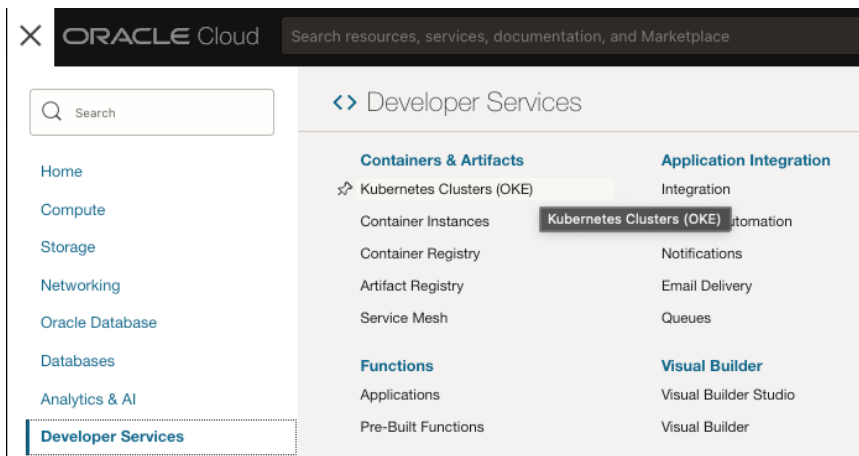 ORACLE Cloud
Search resources, services, documentation, and Marketplace
Search
Home
Compute
Storage
Networking
Oracle Database
Databases
Analytics & AI
Developer Services
Developer Services
Containers & Artifacts
Kubernetes Clusters (OKE)
Container Instances
Container Registry
Artifact Registry
Service Mesh
Functions
Applications
Pre-Built Functions
Application Integration
Integration
Kubernetes Clusters (OKE)
Notifications
Email Delivery
Queues
Visual Builder
Visual Builder Studio
Visual Builder